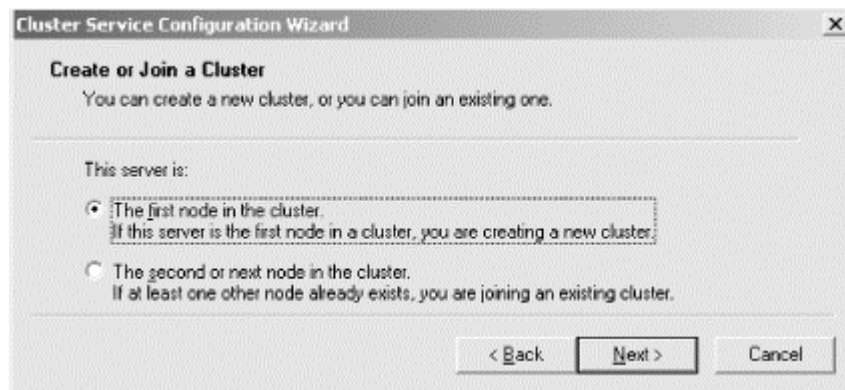 Cluster Service Configuration Wizard
Create or Join a Cluster
You can create a new cluster, or you can join an existing one.
This server is:
The first node in the cluster.
If this server is the first node in a cluster, you are creating a new cluster.
The second or next node in the cluster.
If at least one other node already exists, you are joining an existing cluster.
< Back Next > Cancel